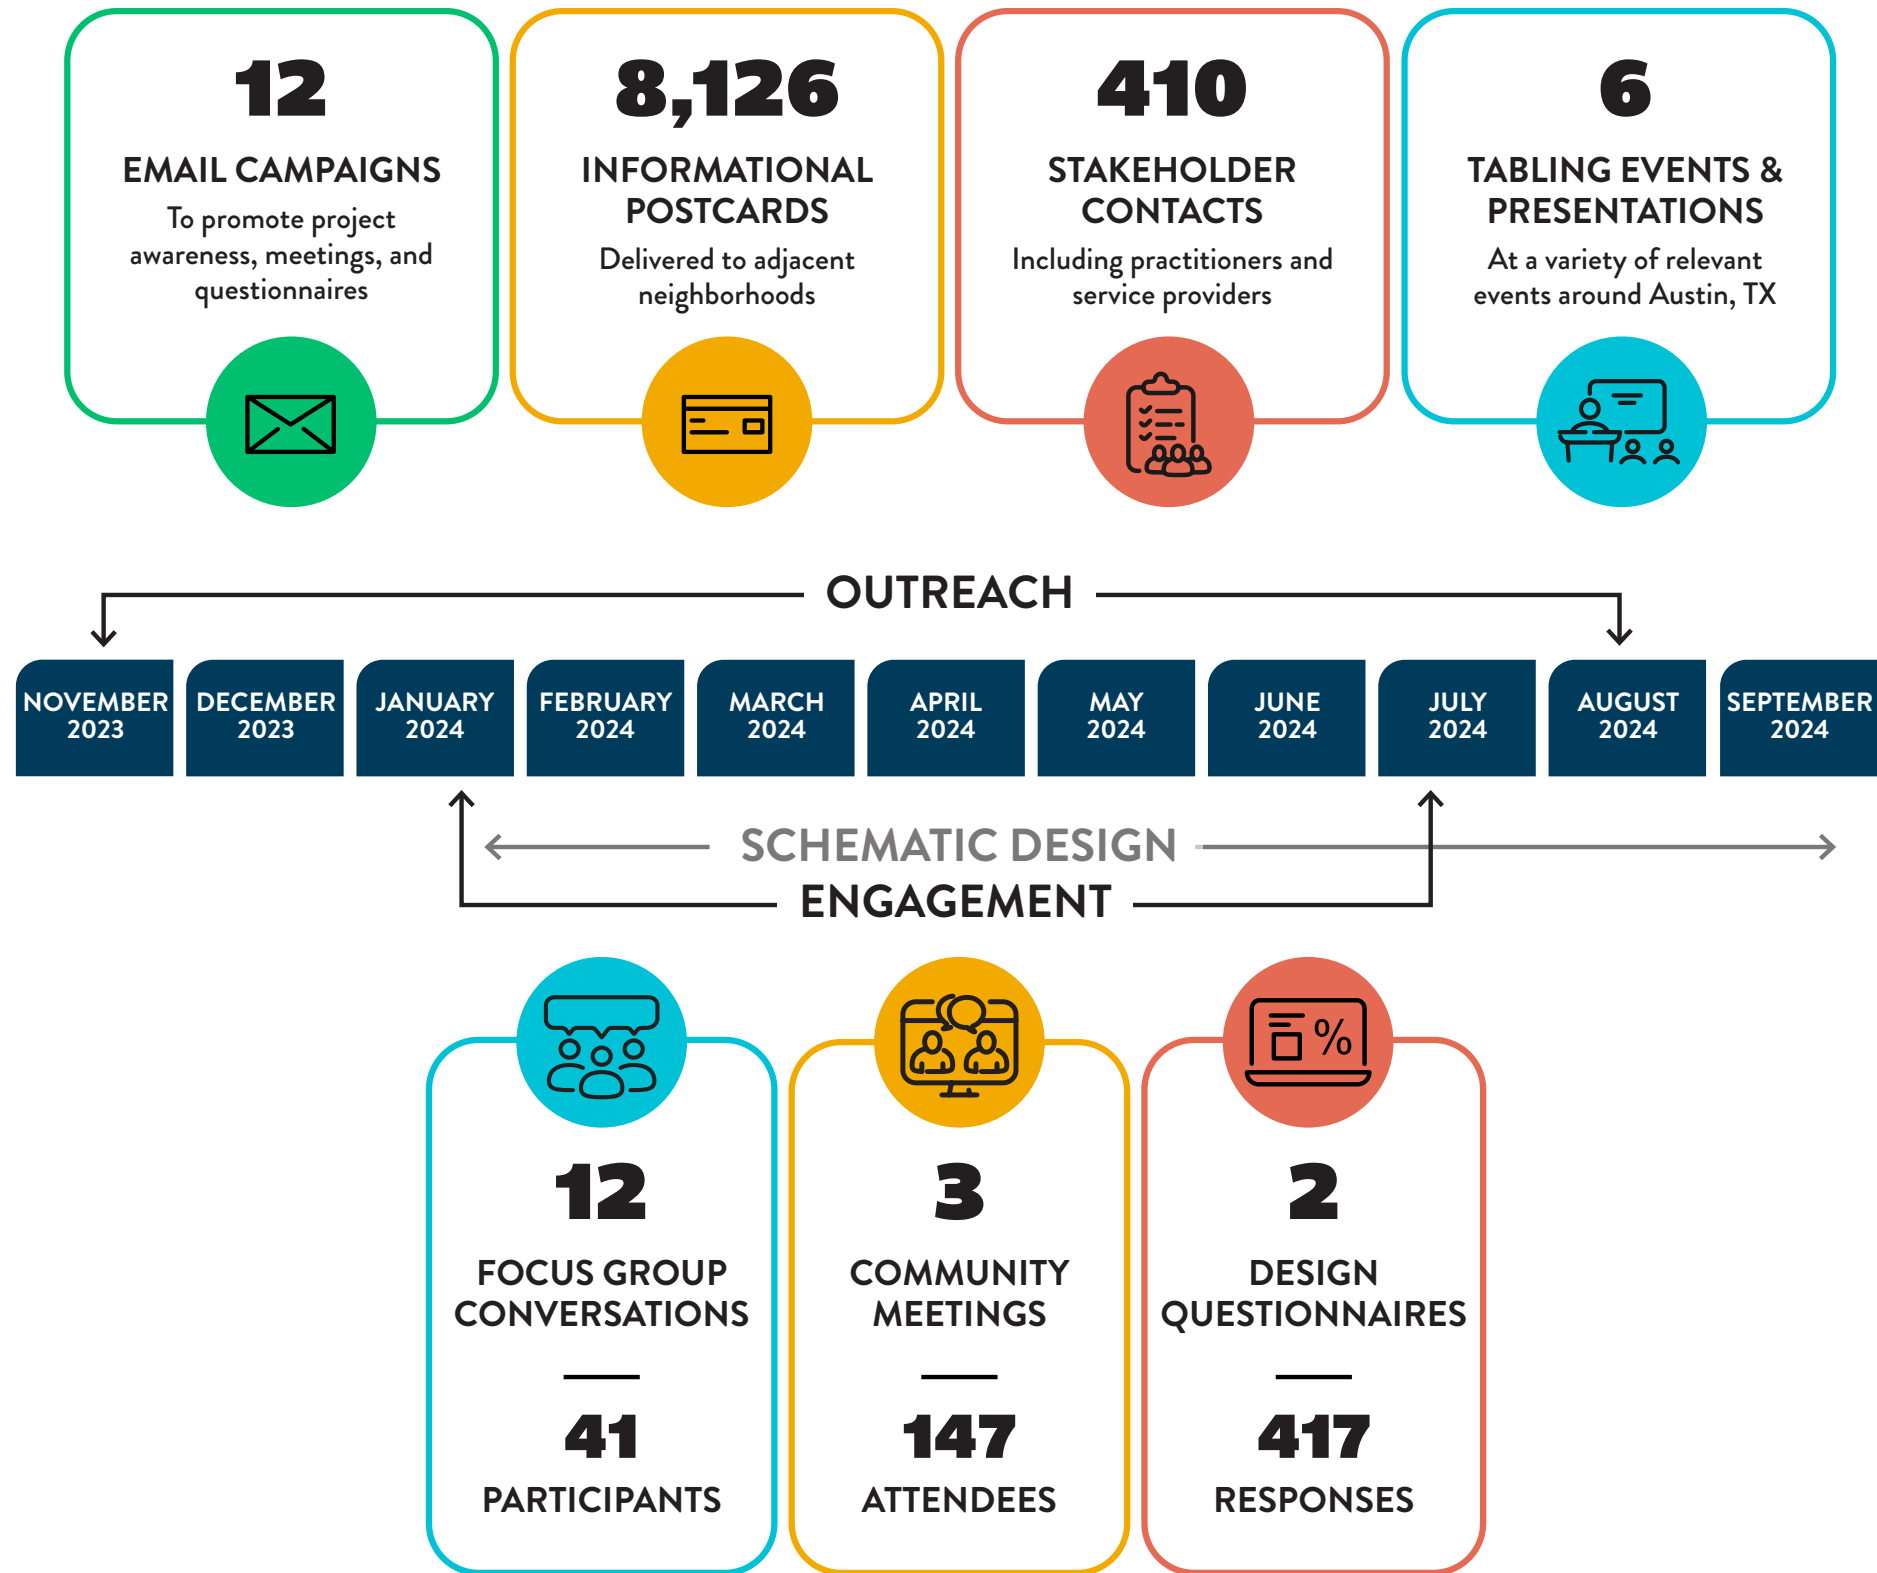 12
EMAIL CAMPAIGNS
To promote project
awareness, meetings, and
questionnaires
8,126
INFORMATIONAL
POSTCARDS
Delivered to adjacent
neighborhoods
410
STAKEHOLDER
CONTACTS
Including practitioners and
service providers
6
TABLING EVENTS &
PRESENTATIONS
At a variety of relevant
events around Austin, TX
OUTREACH
NOVEMBER
2023
DECEMBER
2023
JANUARY
2024
FEBRUARY
2024
MARCH
2024
APRIL
2024
MAY
2024
JUNE
2024
JULY
2024
AUGUST
2024
SEPTEMBER
2024
SCHEMATIC DESIGN
ENGAGEMENT
12
FOCUS GROUP
CONVERSATIONS
41
PARTICIPANTS
3
COMMUNITY
MEETINGS
147
ATTENDEES
%
2
DESIGN
QUESTIONNAIRES
417
RESPONSES